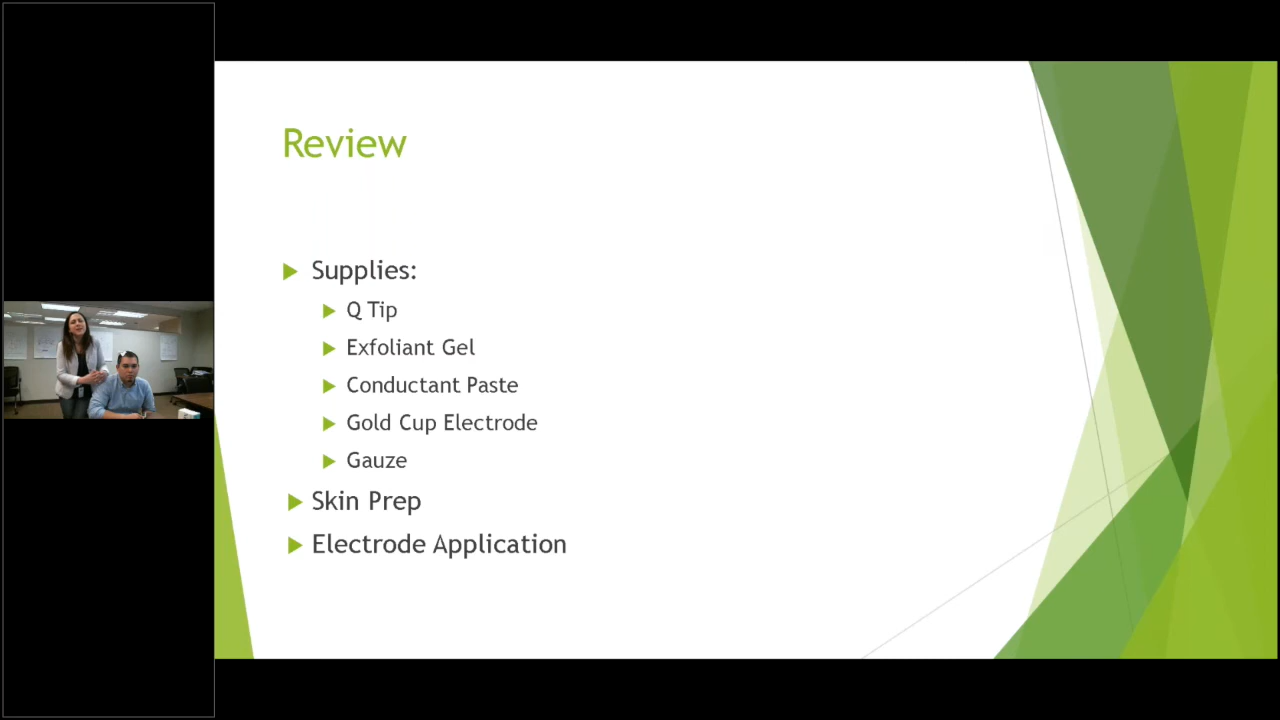 Review
Supplies:
Q Tip
Exfoliant Gel
Conductant Paste
Gold Cup Electrode
Gauze
Skin Prep
Electrode Application